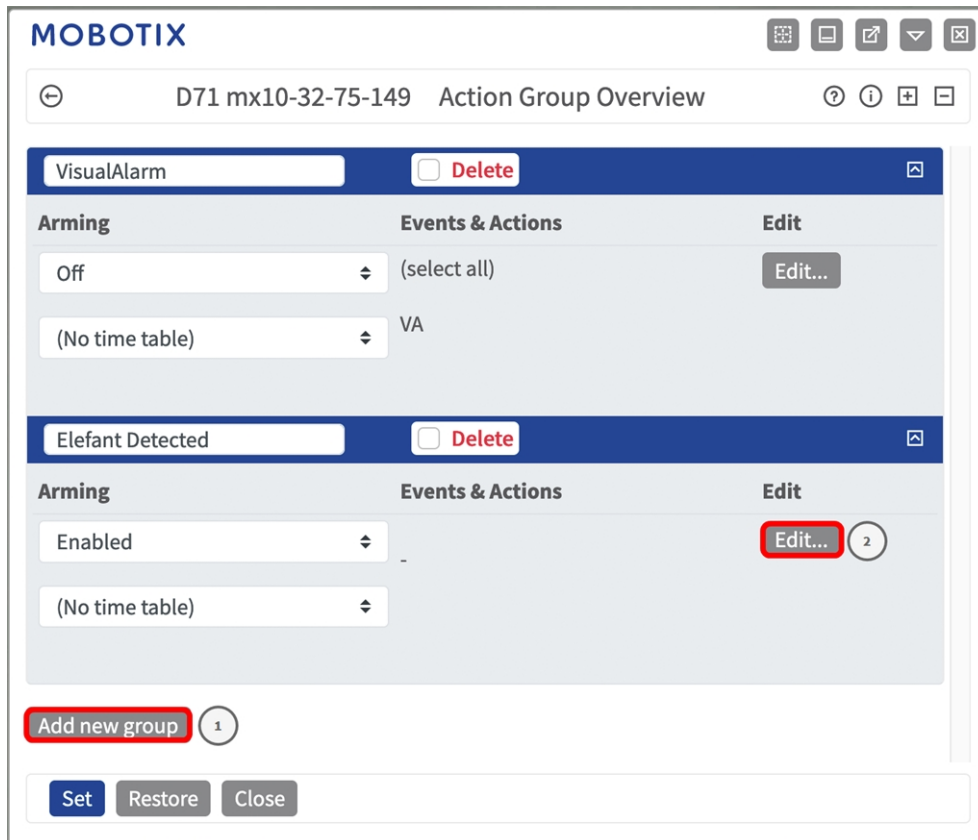 MOBOTIX
D71 mx10-32-75-149 Action Group Overview
VisualAlarm Delete
Arming Events & Actions Edit
Off (select all) Edit...
(No time table) VA
Elefant Detected Delete
Arming Events & Actions Edit
Enabled - Edit... 2
(No time table)
Add new group 1
Set Restore Close